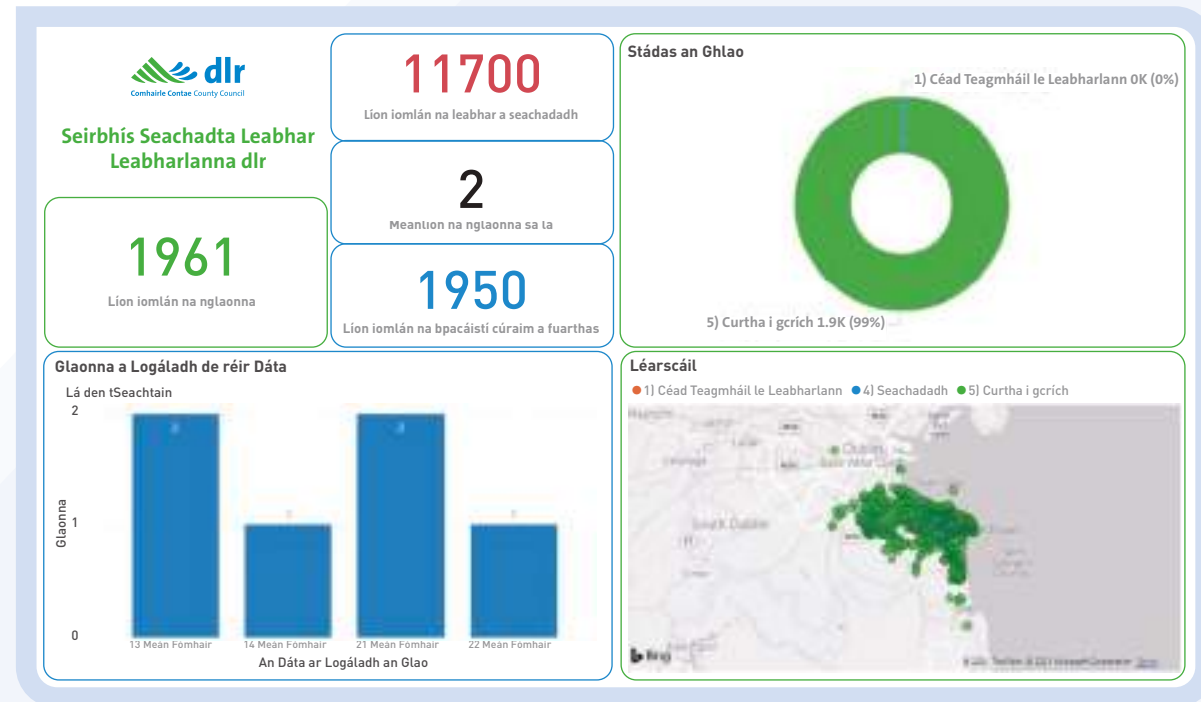 dlr
Comhairle Contae County Council
Seirbhís Seachadta Leabhar
Leabharlanna dlr
1961
Líon iomlán na nglaonna
11700
Líon iomlán na leabhar a seachadadh
2
Meánlíon na nglaonna sa lá
1950
Líon iomlán na bpacáistí cúraim a fuarthas
Stádas an Ghlao
1) Céad Teagmháil le Leabharlann 0K (0%)
5) Curtha i gcrích 1.9K (99%)
Glaonna a Logáladh de réir Dáta
Lá den tSeachtain
2
1
0
Glaonna
2
1
2
1
13 Meán Fómhair
14 Meán Fómhair
21 Meán Fómhair
22 Meán Fómhair
An Dáta ar Logáladh an Glao
Léarscáil
1) Céad Teagmháil le Leabharlann
4) Seachadadh
5) Curtha i gcrích
Dublin
South Dublin
Bing